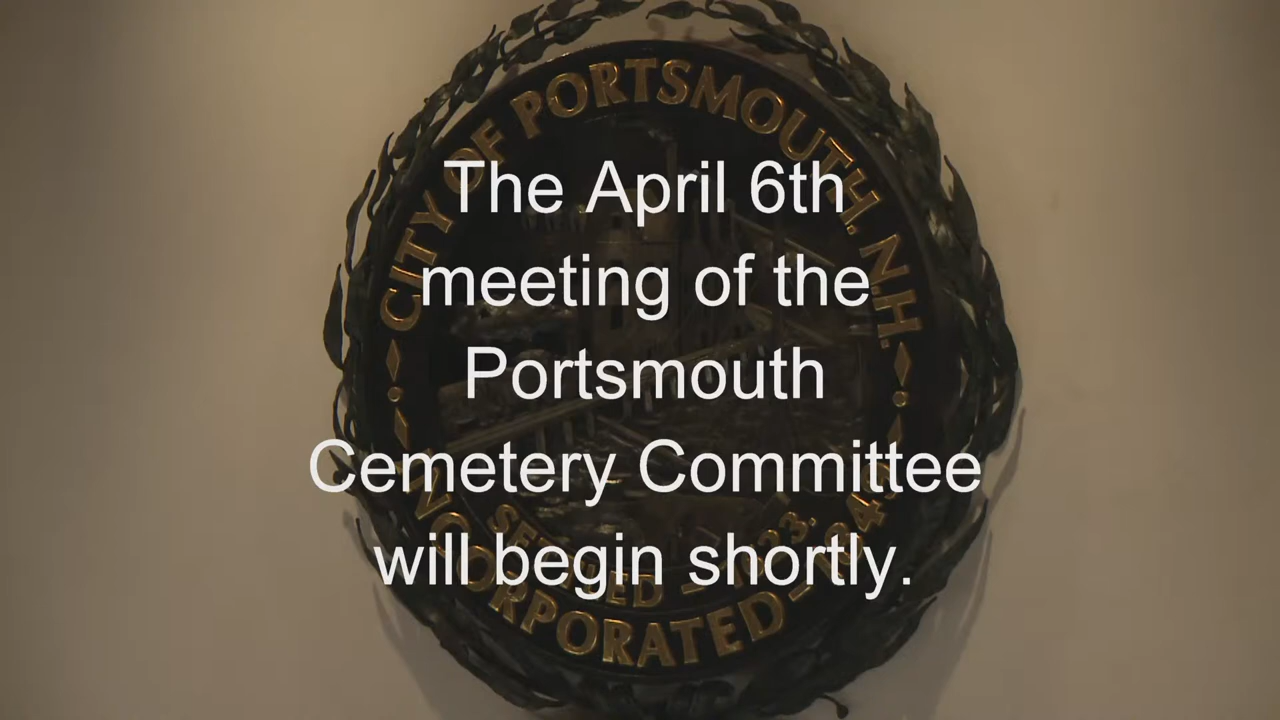 The April 6th
meeting of the
Portsmouth
Cemetery Committee
will begin shortly.
CITY OF PORTSMOUTH. N.H.
INCORPORATED –